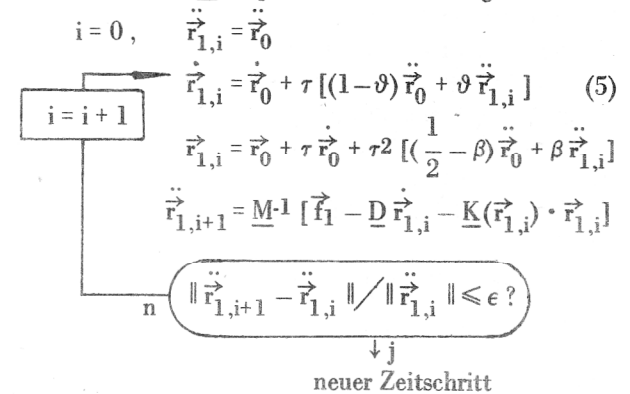 i = 0 , r⃗̈₁,ᵢ = r⃗̈₀
r⃗̇₁,ᵢ = r⃗̇₀ + τ [(1–ϑ) r⃗̈₀ + ϑ r⃗̈₁,ᵢ ] (5)
i = i + 1
r⃗₁,ᵢ = r⃗₀ + τ r⃗̇₀ + τ2 [(1/2 – β) r⃗̈₀ + β r⃗̈₁,ᵢ]
r⃗̈₁,ᵢ₊₁ = M̲⁻¹ [ f⃗₁ – D̲ r⃗̇₁,ᵢ – K̲(r⃗₁,ᵢ) · r⃗₁,ᵢ]
‖ r⃗̈₁,ᵢ₊₁ – r⃗̈₁,ᵢ ‖/‖ r⃗̈₁,ᵢ ‖ ⩽ ϵ ?
n
j
neuer Zeitschritt